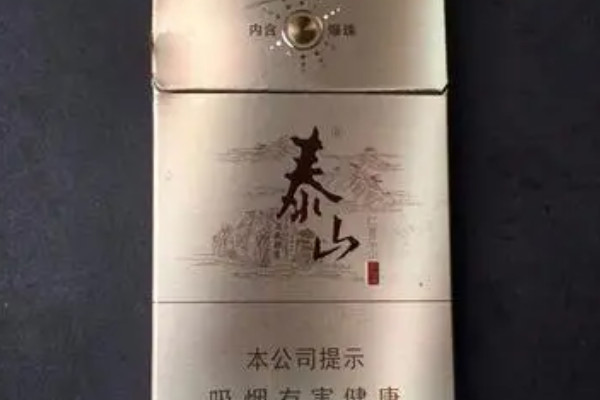 内含 爆珠
泰山
本公司提示
吸烟有害健康